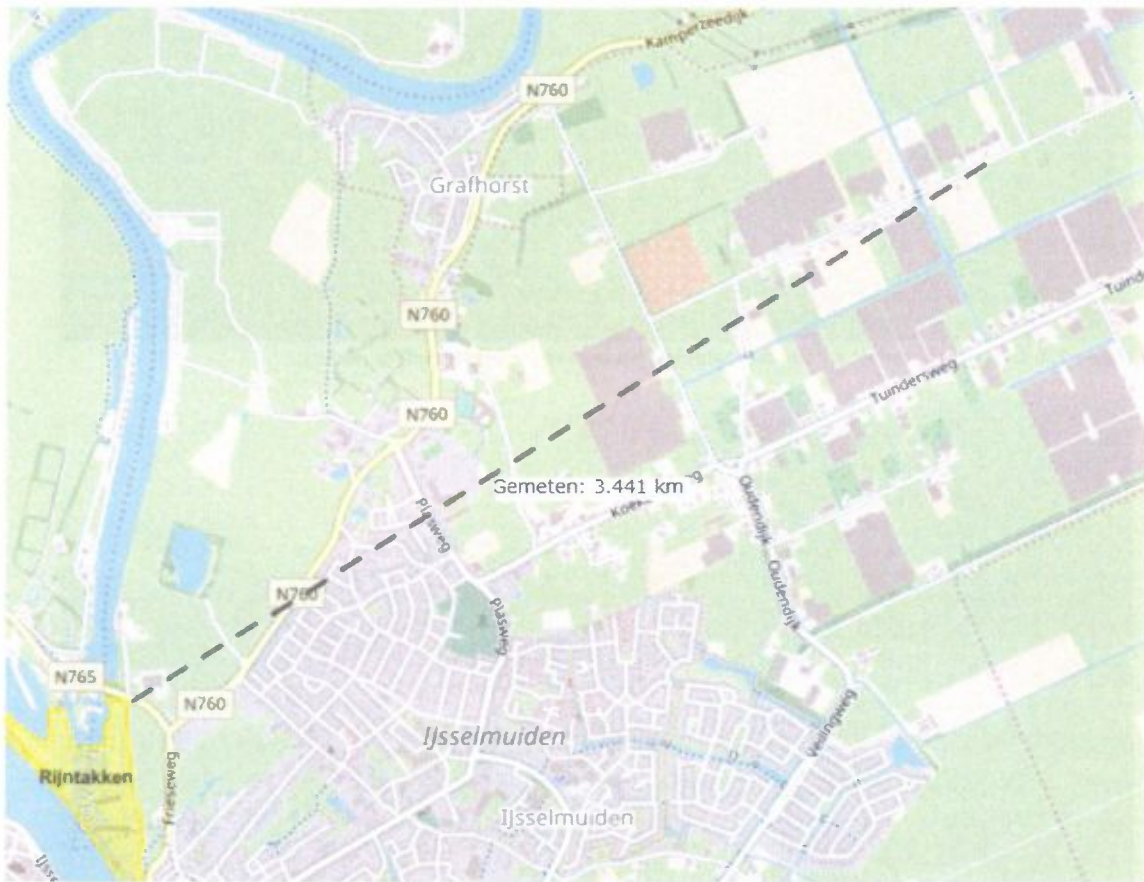 Kamperzeedijk
N760
Grafhorst
N760
Tuindersweg
N760
Gemeten: 3.441 km
Plasweg
Oudendijk
Oudendijk
N760
Plasweg
N765
N760
IJsselmuiden
Veilingweg
Rijntakken
Frieseweg
IJsselmuiden